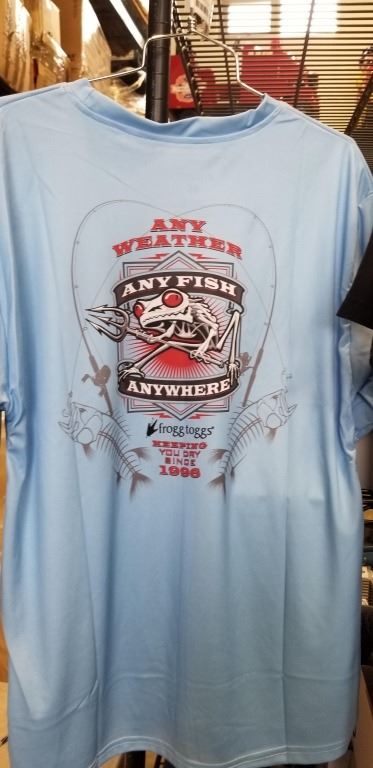 ANY
WEATHER
ANY FISH
ANYWHERE
froggtoggs®
KEEPING
YOU DRY
SINCE
1996